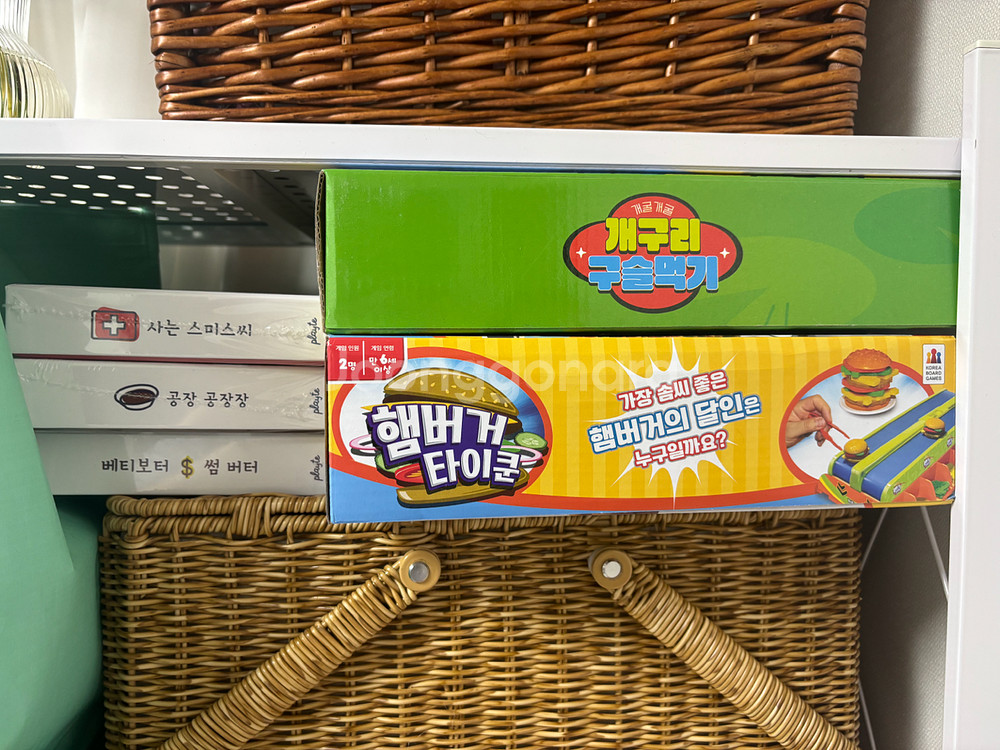 개굴개굴
개구리
구슬먹기
사는 스미스씨
playte
공장 공장장
playte
베티보터 $ 썸 버터
playte
게임 인원
2명
게임 연령
만 6세
이상
햄버거
타이쿤
가장 솜씨 좋은
햄버거의 달인은
누구일까요?
KOREA
BOARD
GAMES
joonggonara